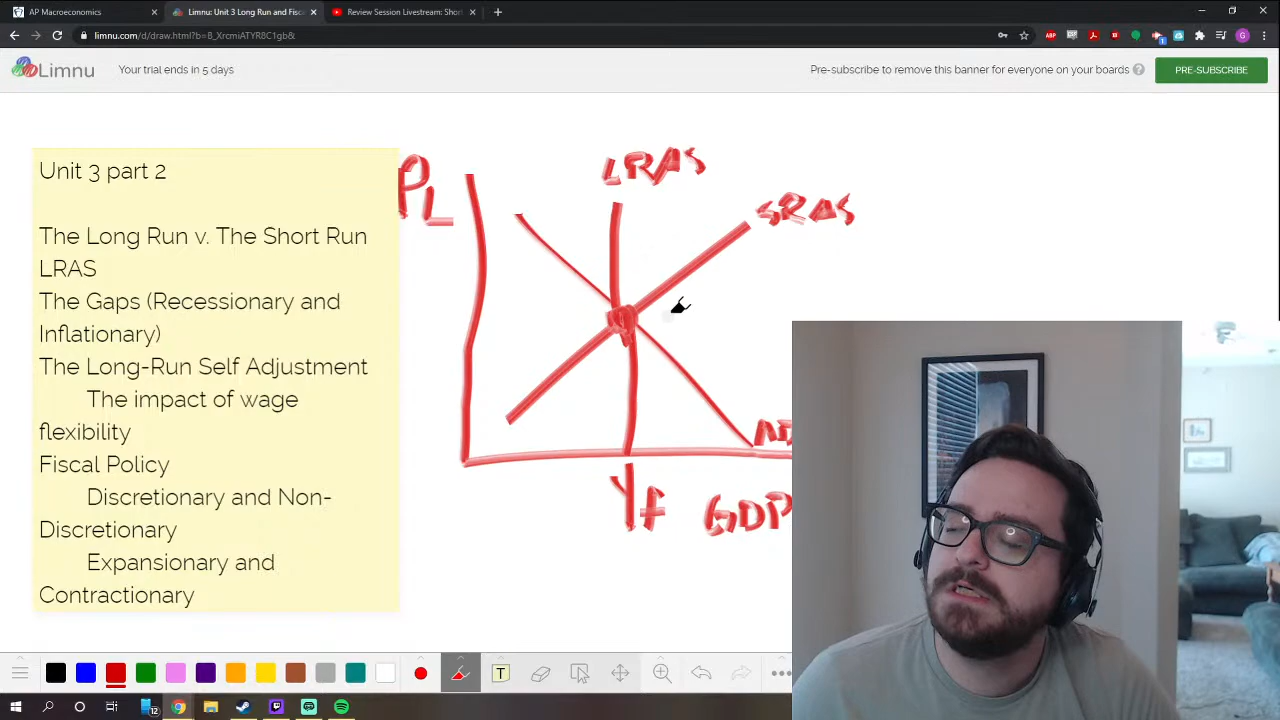 AP Macroeconomics
Limnu: Unit 3 Long Run and Fisc
Review Session Livestream: Short
limnu.com/d/draw.html?b=B_XrcmiATYR8C1gb&
Limnu
Your trial ends in 5 days
Pre-subscribe to remove this banner for everyone on your boards
PRE-SUBSCRIBE
Unit 3 part 2
The Long Run v. The Short Run
LRAS
The Gaps (Recessionary and
Inflationary)
The Long-Run Self Adjustment
The impact of wage
flexibility
Fiscal Policy
Discretionary and Non-
Discretionary
Expansionary and
Contractionary
PL
LRAS
SRAS
AD
YF
GDP
T